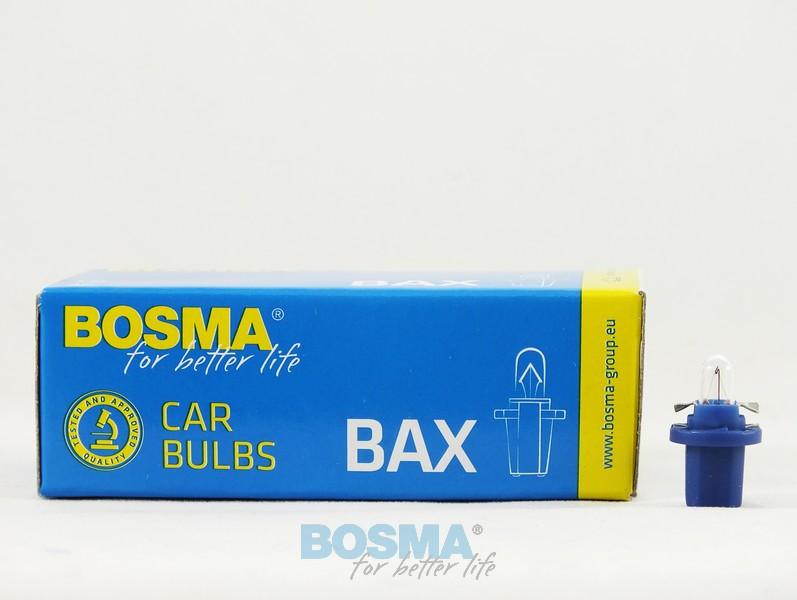 BAX
BOSMA®
for better life
TESTED AND APPROVED
QUALITY
CAR
BULBS
BAX
www.bosma-group.eu
BOSMA®
for better life